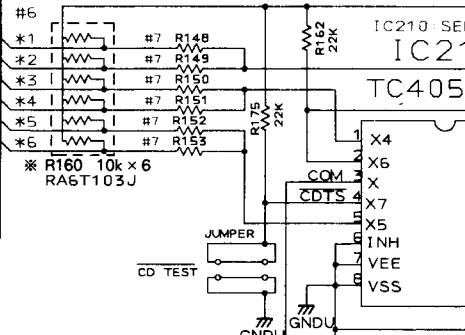 #6
IC210:SE
*1 #7 R148 R162 22K IC21
*2 #7 R149
*3 #7 R150 TC405
*4 #7 R151 R175 22K
*5 #7 R152 1 X4
*6 #7 R153
※ R160 10k×6 2 X6
RA6T103J COM 3 X
CDTS 4 X7
5 X5
JUMPER 6 INH
CD TEST 7 VEE
8 VSS
GNDU
GNDU